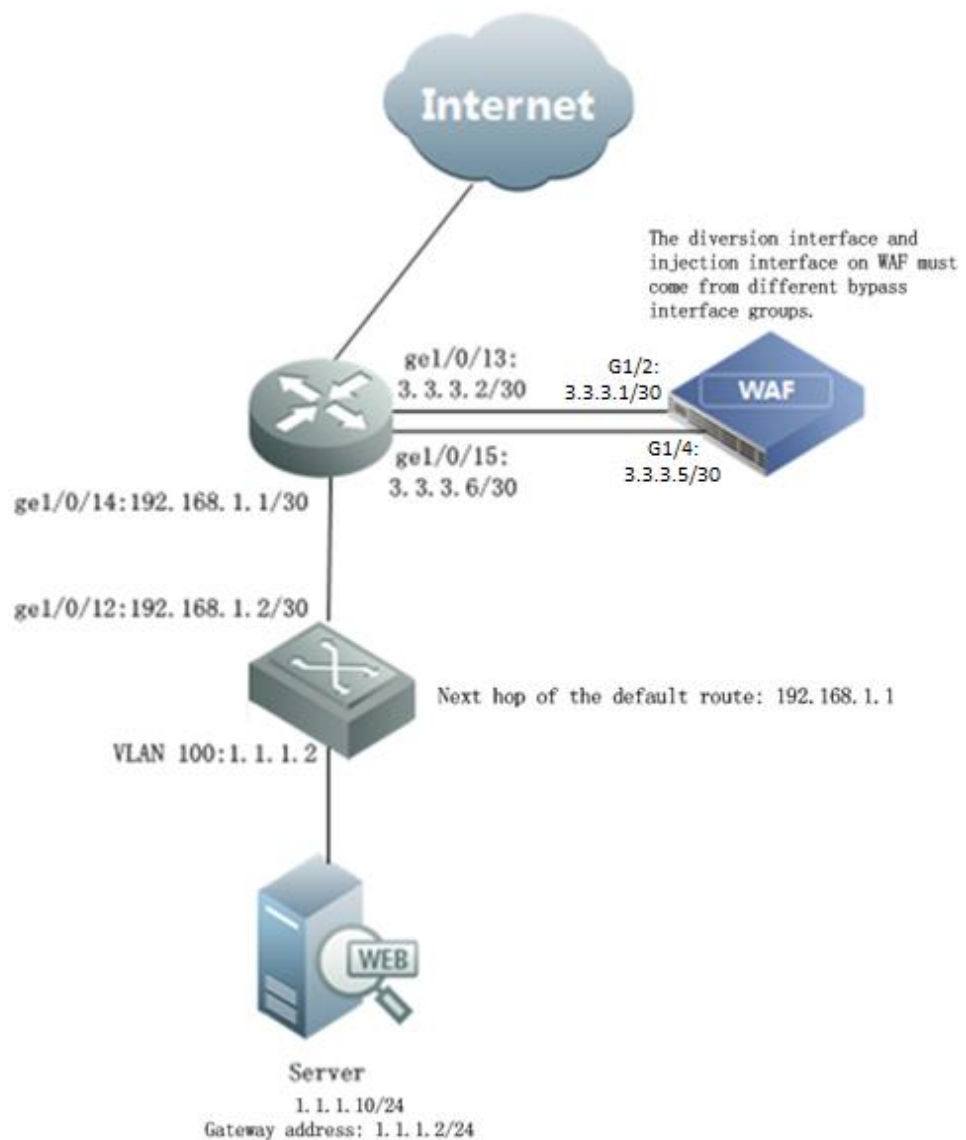 Internet
The diversion interface and
injection interface on WAF must
come from different bypass
interface groups.
ge1/0/13:
3.3.3.2/30
G1/2:
3.3.3.1/30
WAF
ge1/0/15:
3.3.3.6/30
G1/4:
3.3.3.5/30
ge1/0/14:192.168.1.1/30
ge1/0/12:192.168.1.2/30
Next hop of the default route: 192.168.1.1
VLAN 100:1.1.1.2
WEB
Server
1.1.1.10/24
Gateway address: 1.1.1.2/24